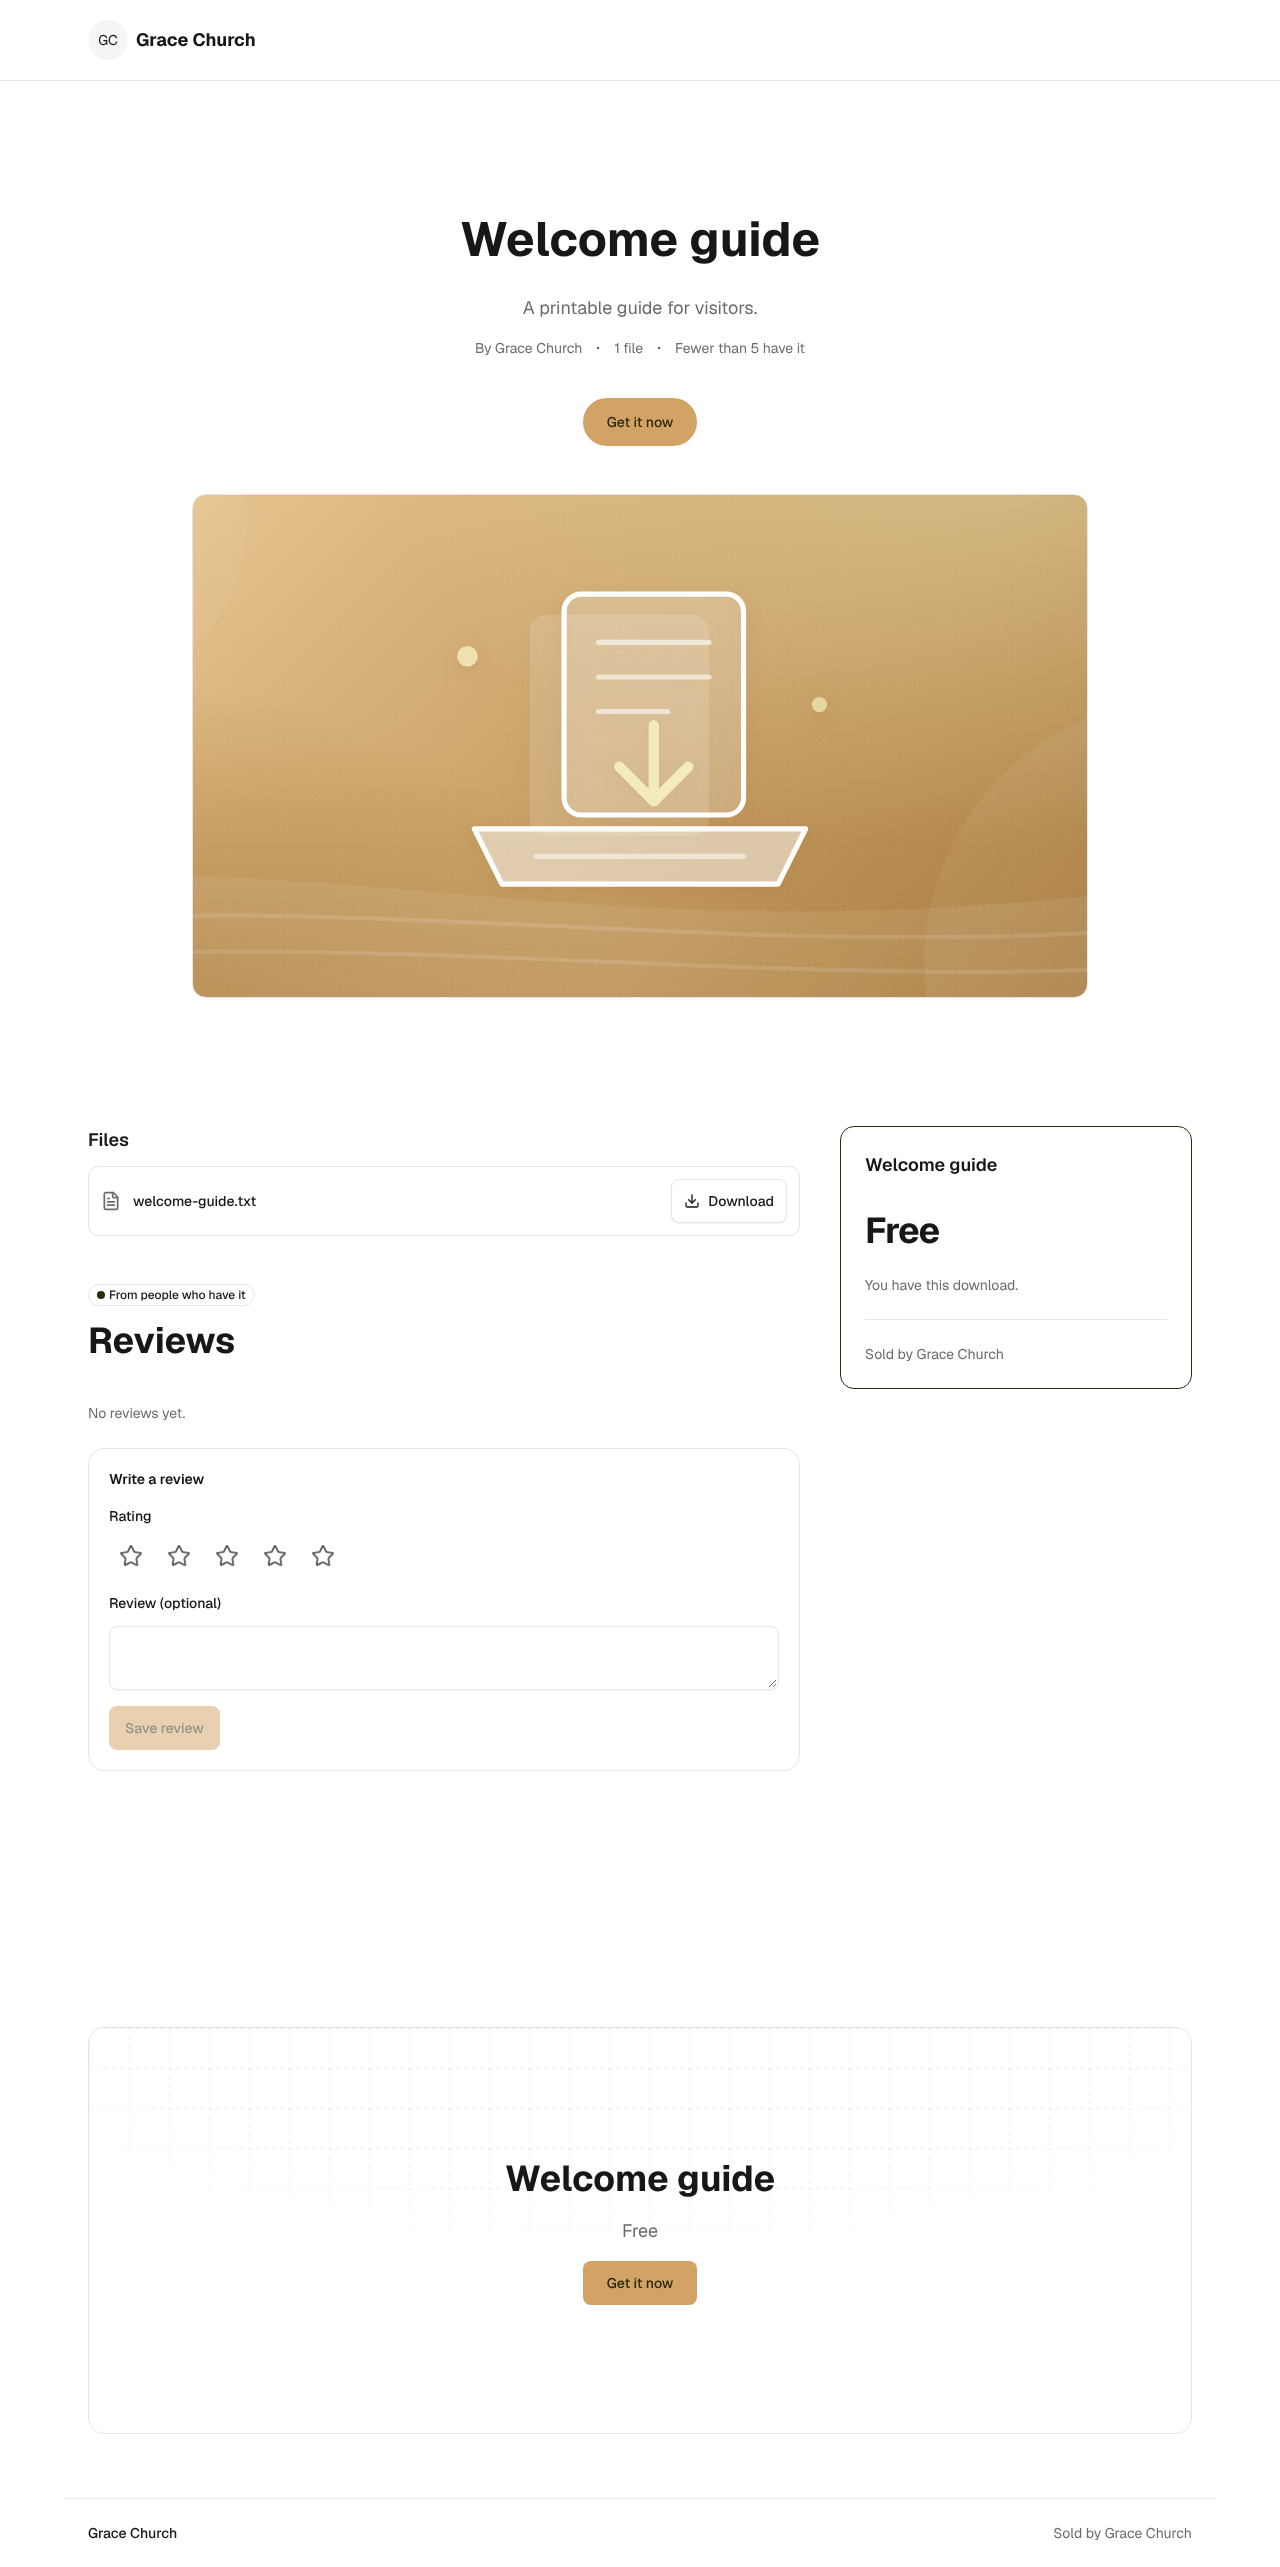 GC Grace Church
Welcome guide
A printable guide for visitors.
By Grace Church • 1 file • Fewer than 5 have it
Get it now
Files
welcome-guide.txt
Download
From people who have it
Reviews
No reviews yet.
Write a review
Rating
Review (optional)
Save review
Welcome guide
Free
You have this download.
Sold by Grace Church
Welcome guide
Free
Get it now
Grace Church
Sold by Grace Church